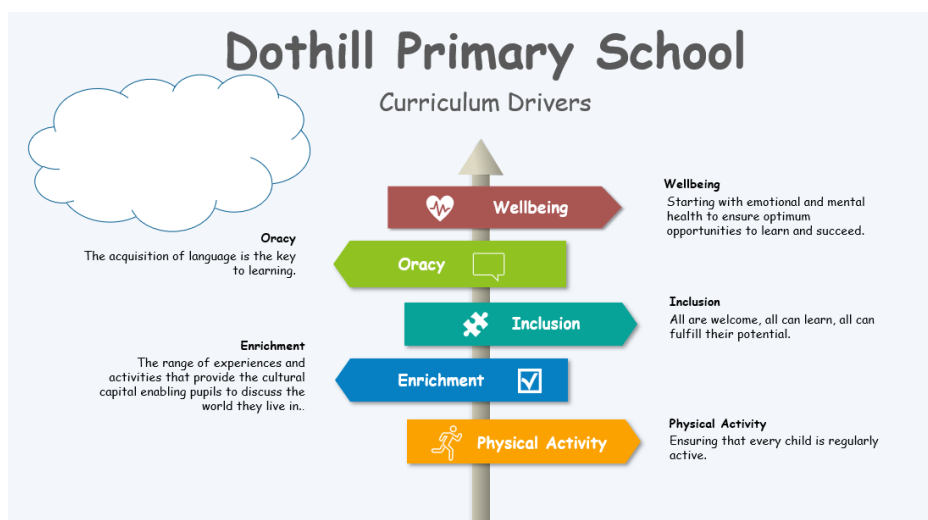 Dothill Primary School
Curriculum Drivers
Wellbeing
Wellbeing
Starting with emotional and mental
health to ensure optimum
opportunities to learn and succeed.
Oracy
The acquisition of language is the key
to learning.
Oracy
Inclusion
Inclusion
All are welcome, all can learn, all can
fulfill their potential.
Enrichment
The range of experiences and
activities that provide the cultural
capital enabling pupils to discuss the
world they live in..
Enrichment
Physical Activity
Physical Activity
Ensuring that every child is regularly
active.